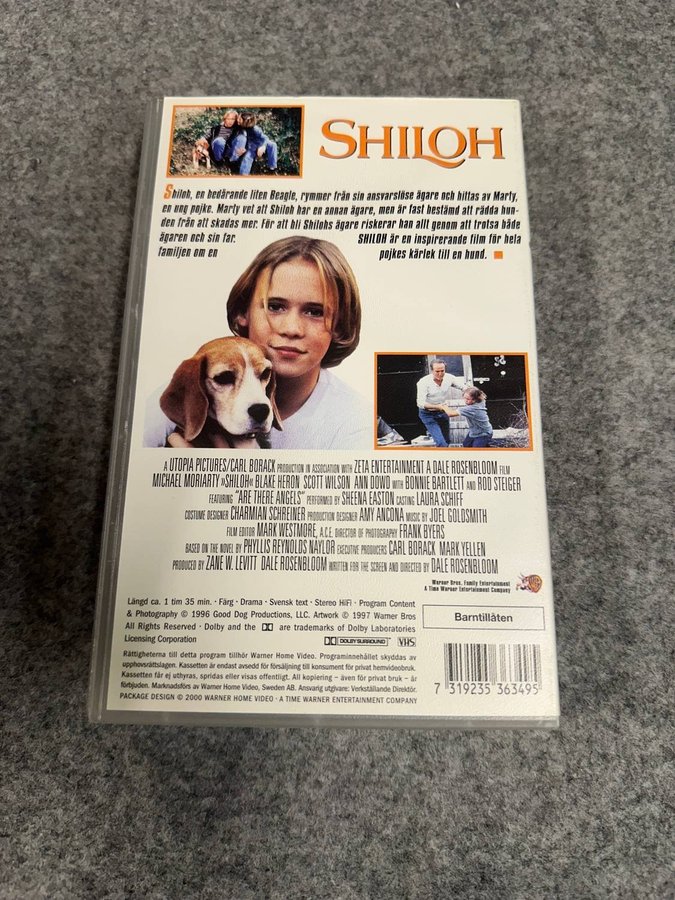 SHILOH
Shiloh, en bedårande liten Beagle, rymmer från sin ansvarslöse ägare och hittas av Marty,
en ung pojke. Marty vet att Shiloh har en annan ägare, men är fast bestämd att rädda hun-
den från att skadas mer. För att bli Shilohs ägare riskerar han allt genom att trotsa både
ägaren och sin far. SHILOH är en inspirerande film för hela
familjen om en pojkes kärlek till en hund.
A UTOPIA PICTURES/CARL BORACK PRODUCTION IN ASSOCIATION WITH ZETA ENTERTAINMENT A DALE ROSENBLOOM FILM
MICHAEL MORIARTY »SHILOH« BLAKE HERON SCOTT WILSON ANN DOWD WITH BONNIE BARTLETT AND ROD STEIGER
FEATURING "ARE THERE ANGELS" PERFORMED BY SHEENA EASTON CASTING LAURA SCHIFF
COSTUME DESIGNER CHARMIAN SCHREINER PRODUCTION DESIGNER AMY ANCONA MUSIC BY JOEL GOLDSMITH
FILM EDITOR MARK WESTMORE, A.C.E. DIRECTOR OF PHOTOGRAPHY FRANK BYERS
BASED ON THE NOVEL BY PHYLLIS REYNOLDS NAYLOR EXECUTIVE PRODUCERS CARL BORACK MARK YELLEN
PRODUCED BY ZANE W. LEVITT DALE ROSENBLOOM WRITTEN FOR THE SCREEN AND DIRECTED BY DALE ROSENBLOOM
Warner Bros. Family Entertainment
A Time Warner Entertainment Company
Längd ca. 1 tim 35 min. · Färg · Drama · Svensk text · Stereo HiFi · Program Content
& Photography © 1996 Good Dog Productions, LLC. Artwork © 1997 Warner Bros
All Rights Reserved · Dolby and the DD are trademarks of Dolby Laboratories
Licensing Corporation
DOLBY SURROUND VHS
Barntillåten
Rättigheterna till detta program tillhör Warner Home Video. Programinnehållet skyddas av
upphovsrättslagen. Kassetten är endast avsedd för försäljning till konsument för privat hemvideobruk.
Kassetten får ej uthyras, spridas eller visas offentligt. All kopiering – även för privat bruk – är
förbjuden. Marknadsförs av Warner Home Video, Sweden AB. Ansvarig utgivare: Verkställande Direktör.
PACKAGE DESIGN © 2000 WARNER HOME VIDEO · A TIME WARNER ENTERTAINMENT COMPANY
7 319235 363495